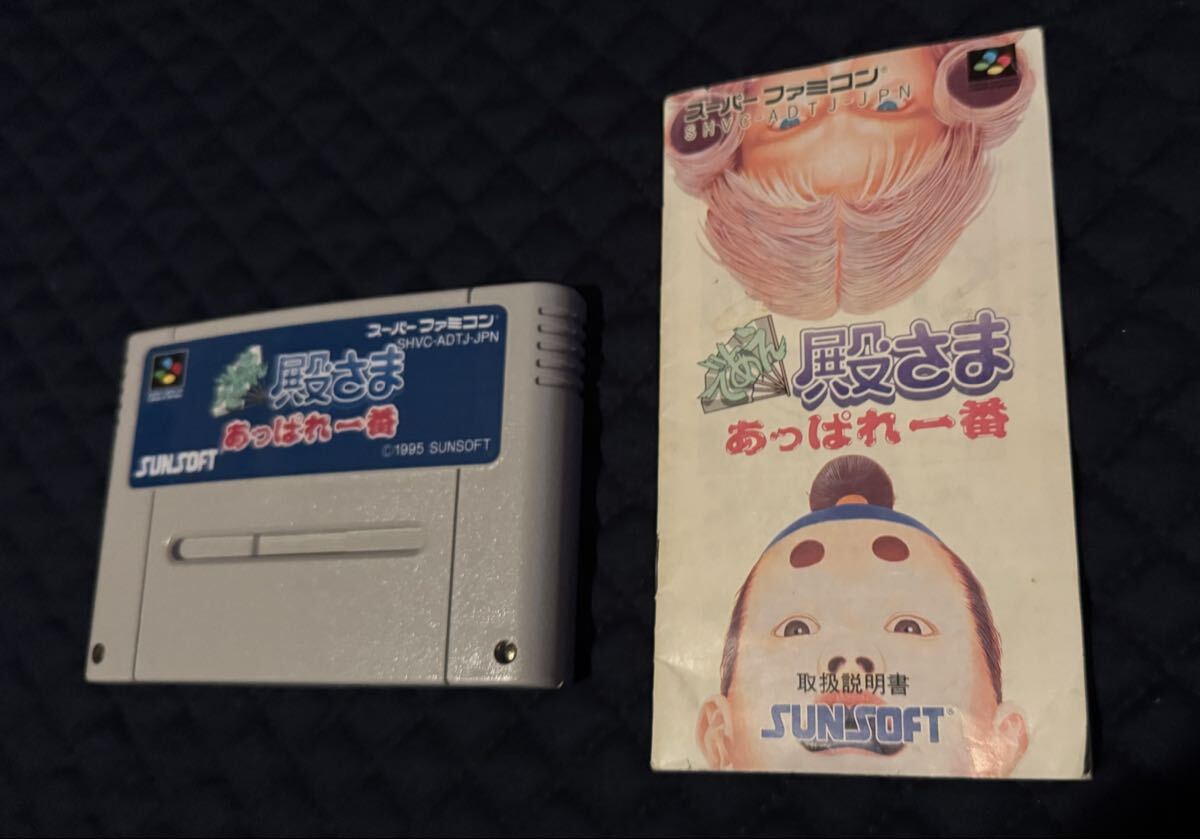 スーパーファミコン
SHVC-ADTJ-JPN
殿さま
あっぱれ一番
©1995 SUNSOFT
SUNSOFT
スーパーファミコン®
SHVC-ADTJ-JPN
殿さま
あっぱれ一番
取扱説明書
SUNSOFT®